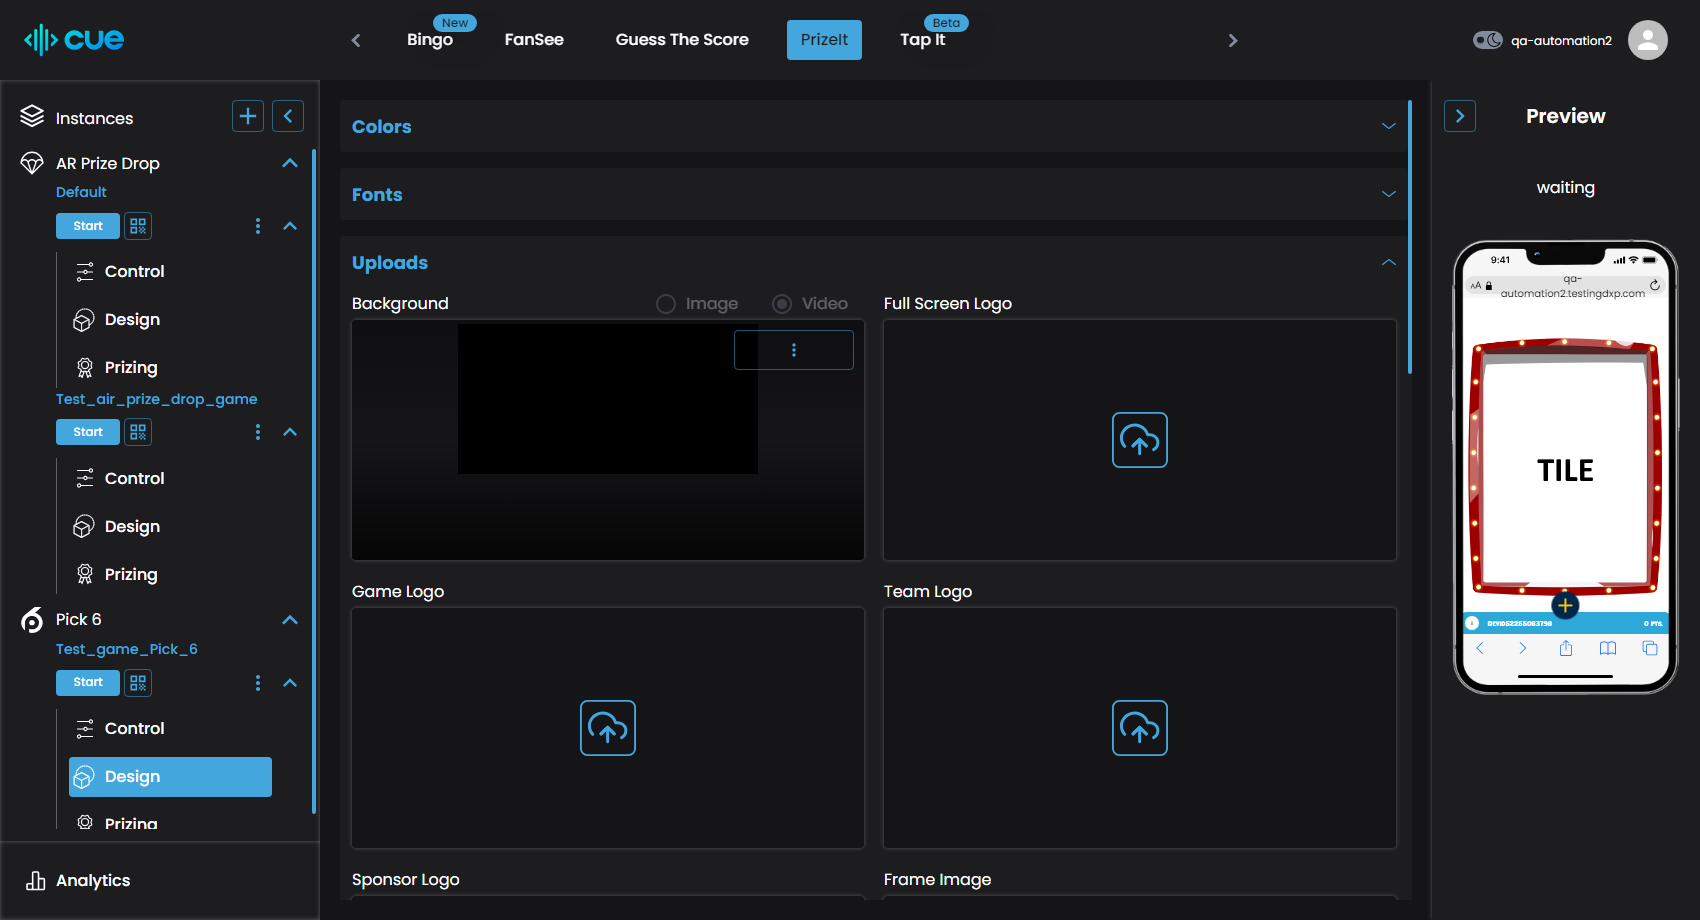 cue
Bingo
New
FanSee
Guess The Score
PrizeIt
Tap It
Beta
qa-automation2
Instances
AR Prize Drop
Default
Start
Control
Design
Prizing
Test_air_prize_drop_game
Start
Control
Design
Prizing
Pick 6
Test_game_Pick_6
Start
Control
Design
Prizing
Analytics
Colors
Fonts
Uploads
Background
Image
Video
Full Screen Logo
Game Logo
Team Logo
Sponsor Logo
Frame Image
Preview
waiting
9:41
AA
qa-
automation2.testingdxp.com
TILE
0 PTS.